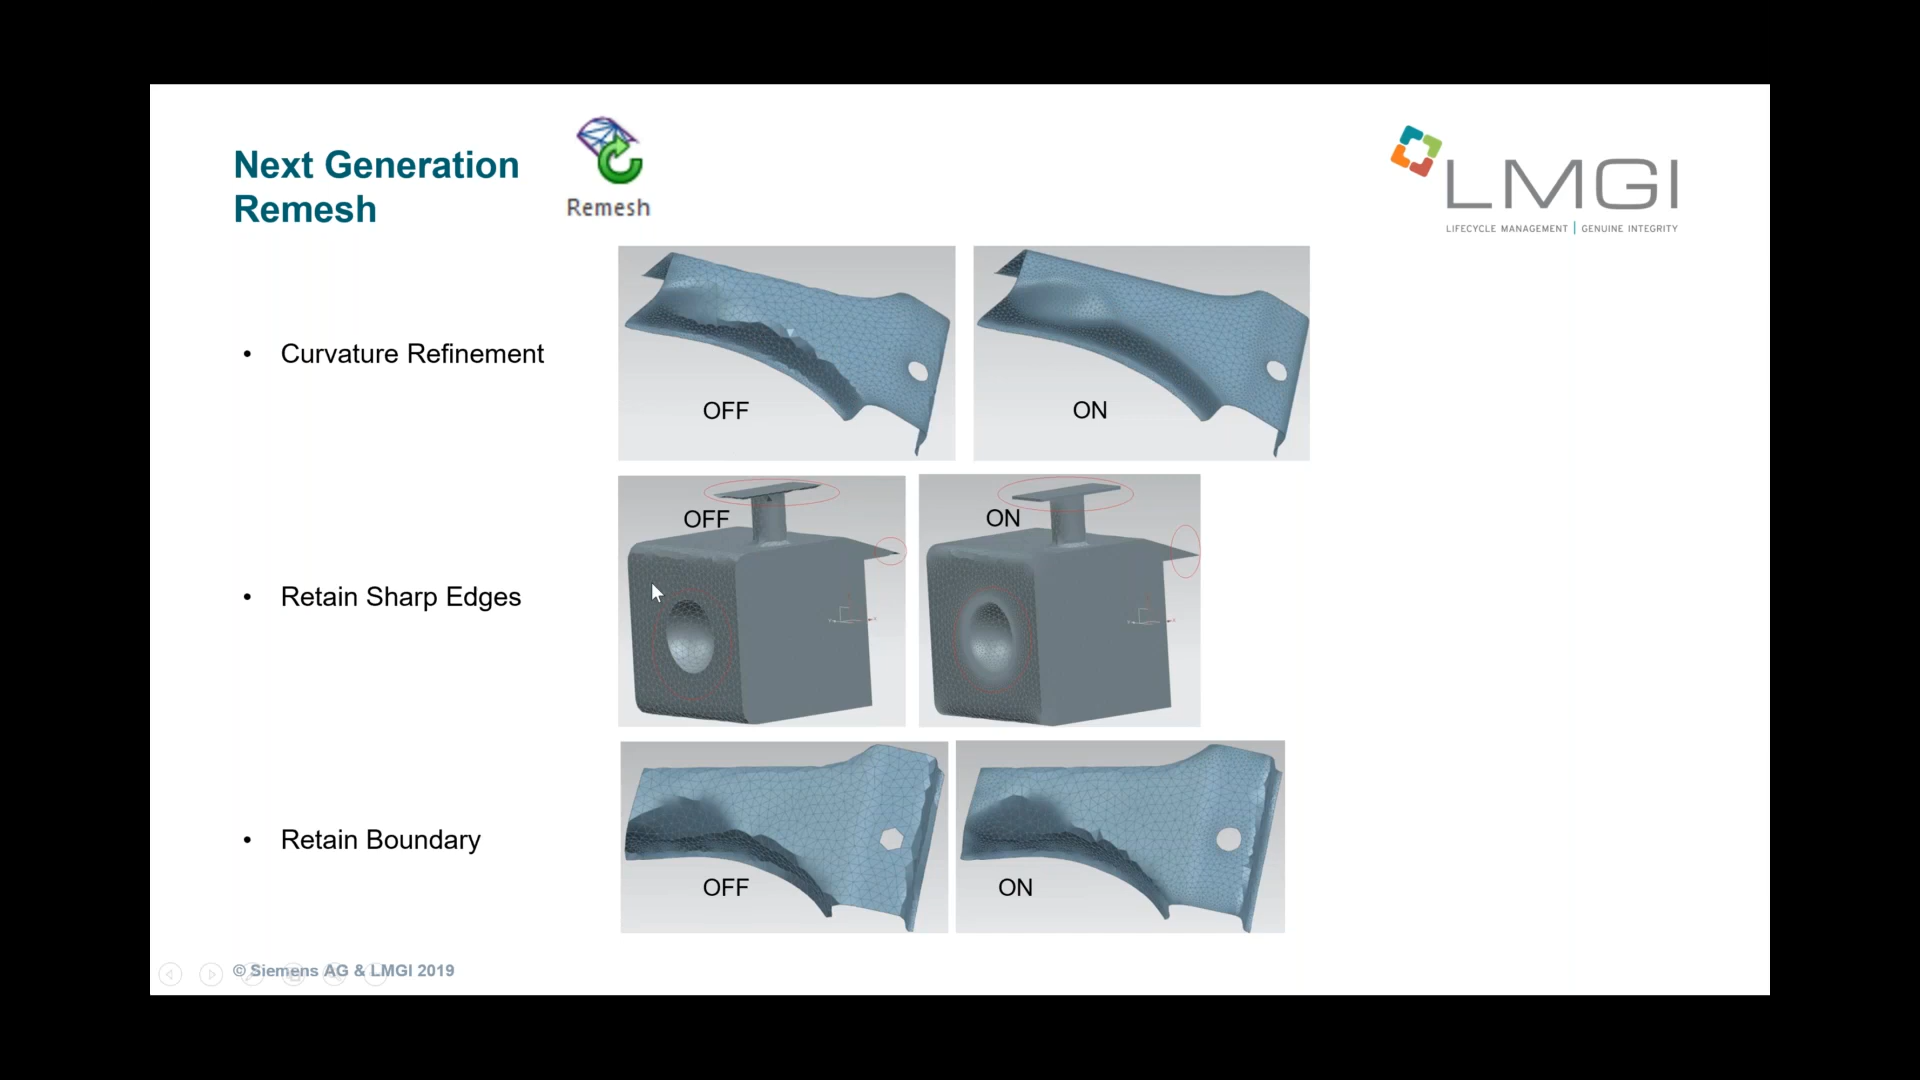 Next Generation
Remesh
Remesh
LMGI
LIFECYCLE MANAGEMENT | GENUINE INTEGRITY
• Curvature Refinement
OFF
ON
• Retain Sharp Edges
OFF
ON
• Retain Boundary
OFF
ON
© Siemens AG & LMGI 2019